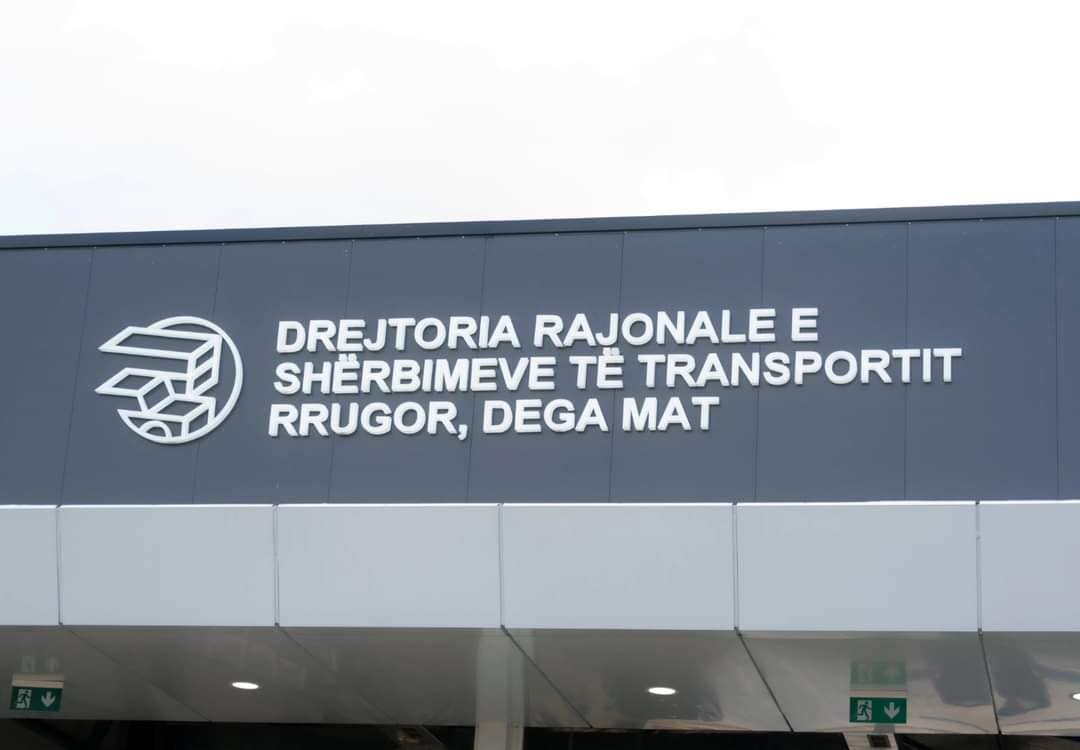 DREJTORIA RAJONALE E
SHËRBIMEVE TË TRANSPORTIT
RRUGOR, DEGA MAT